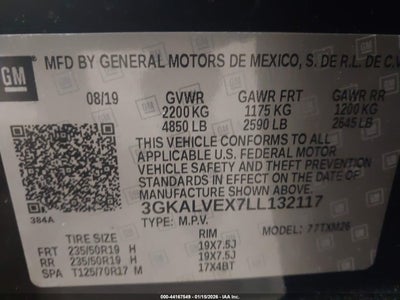 GM MFD BY GENERAL MOTORS DE MEXICO, S. DE R.L. DE C.V.
08/19 GVWR GAWR FRT GAWR RR
2200 KG 1175 KG 1200 KG
4850 LB 2590 LB 2645 LB
THIS VEHICLE CONFORMS TO ALL
APPLICABLE U.S. FEDERAL MOTOR
VEHICLE SAFETY AND THEFT PREVENTION
STANDARDS IN EFFECT ON THE DATE OF
MANUFACTURE SHOWN ABOVE.
384A
3GKALVEX7LL132117
TYPE: M.P.V. MODEL: 77TXM26
TIRE SIZE RIM
FRT 235/50R19 H 19X7.5J
RR 235/50R19 H 19X7.5J
SPA T125/70R17 M 17X4BT
000-44167549 - 01/15/2026 - IAAI.COM